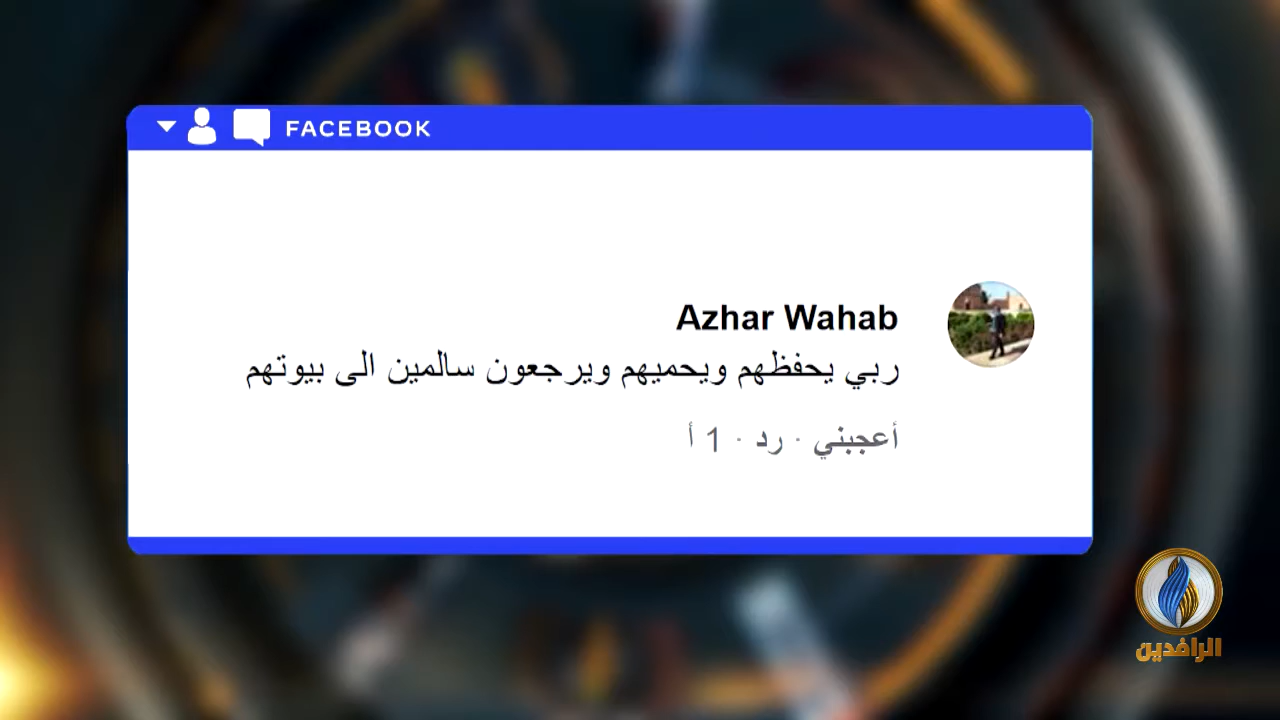 FACEBOOK
Azhar Wahab
ربي يحفظهم ويحميهم ويرجعون سالمين الى بيوتهم
أعجبني · رد · 1 أ
الرافدين